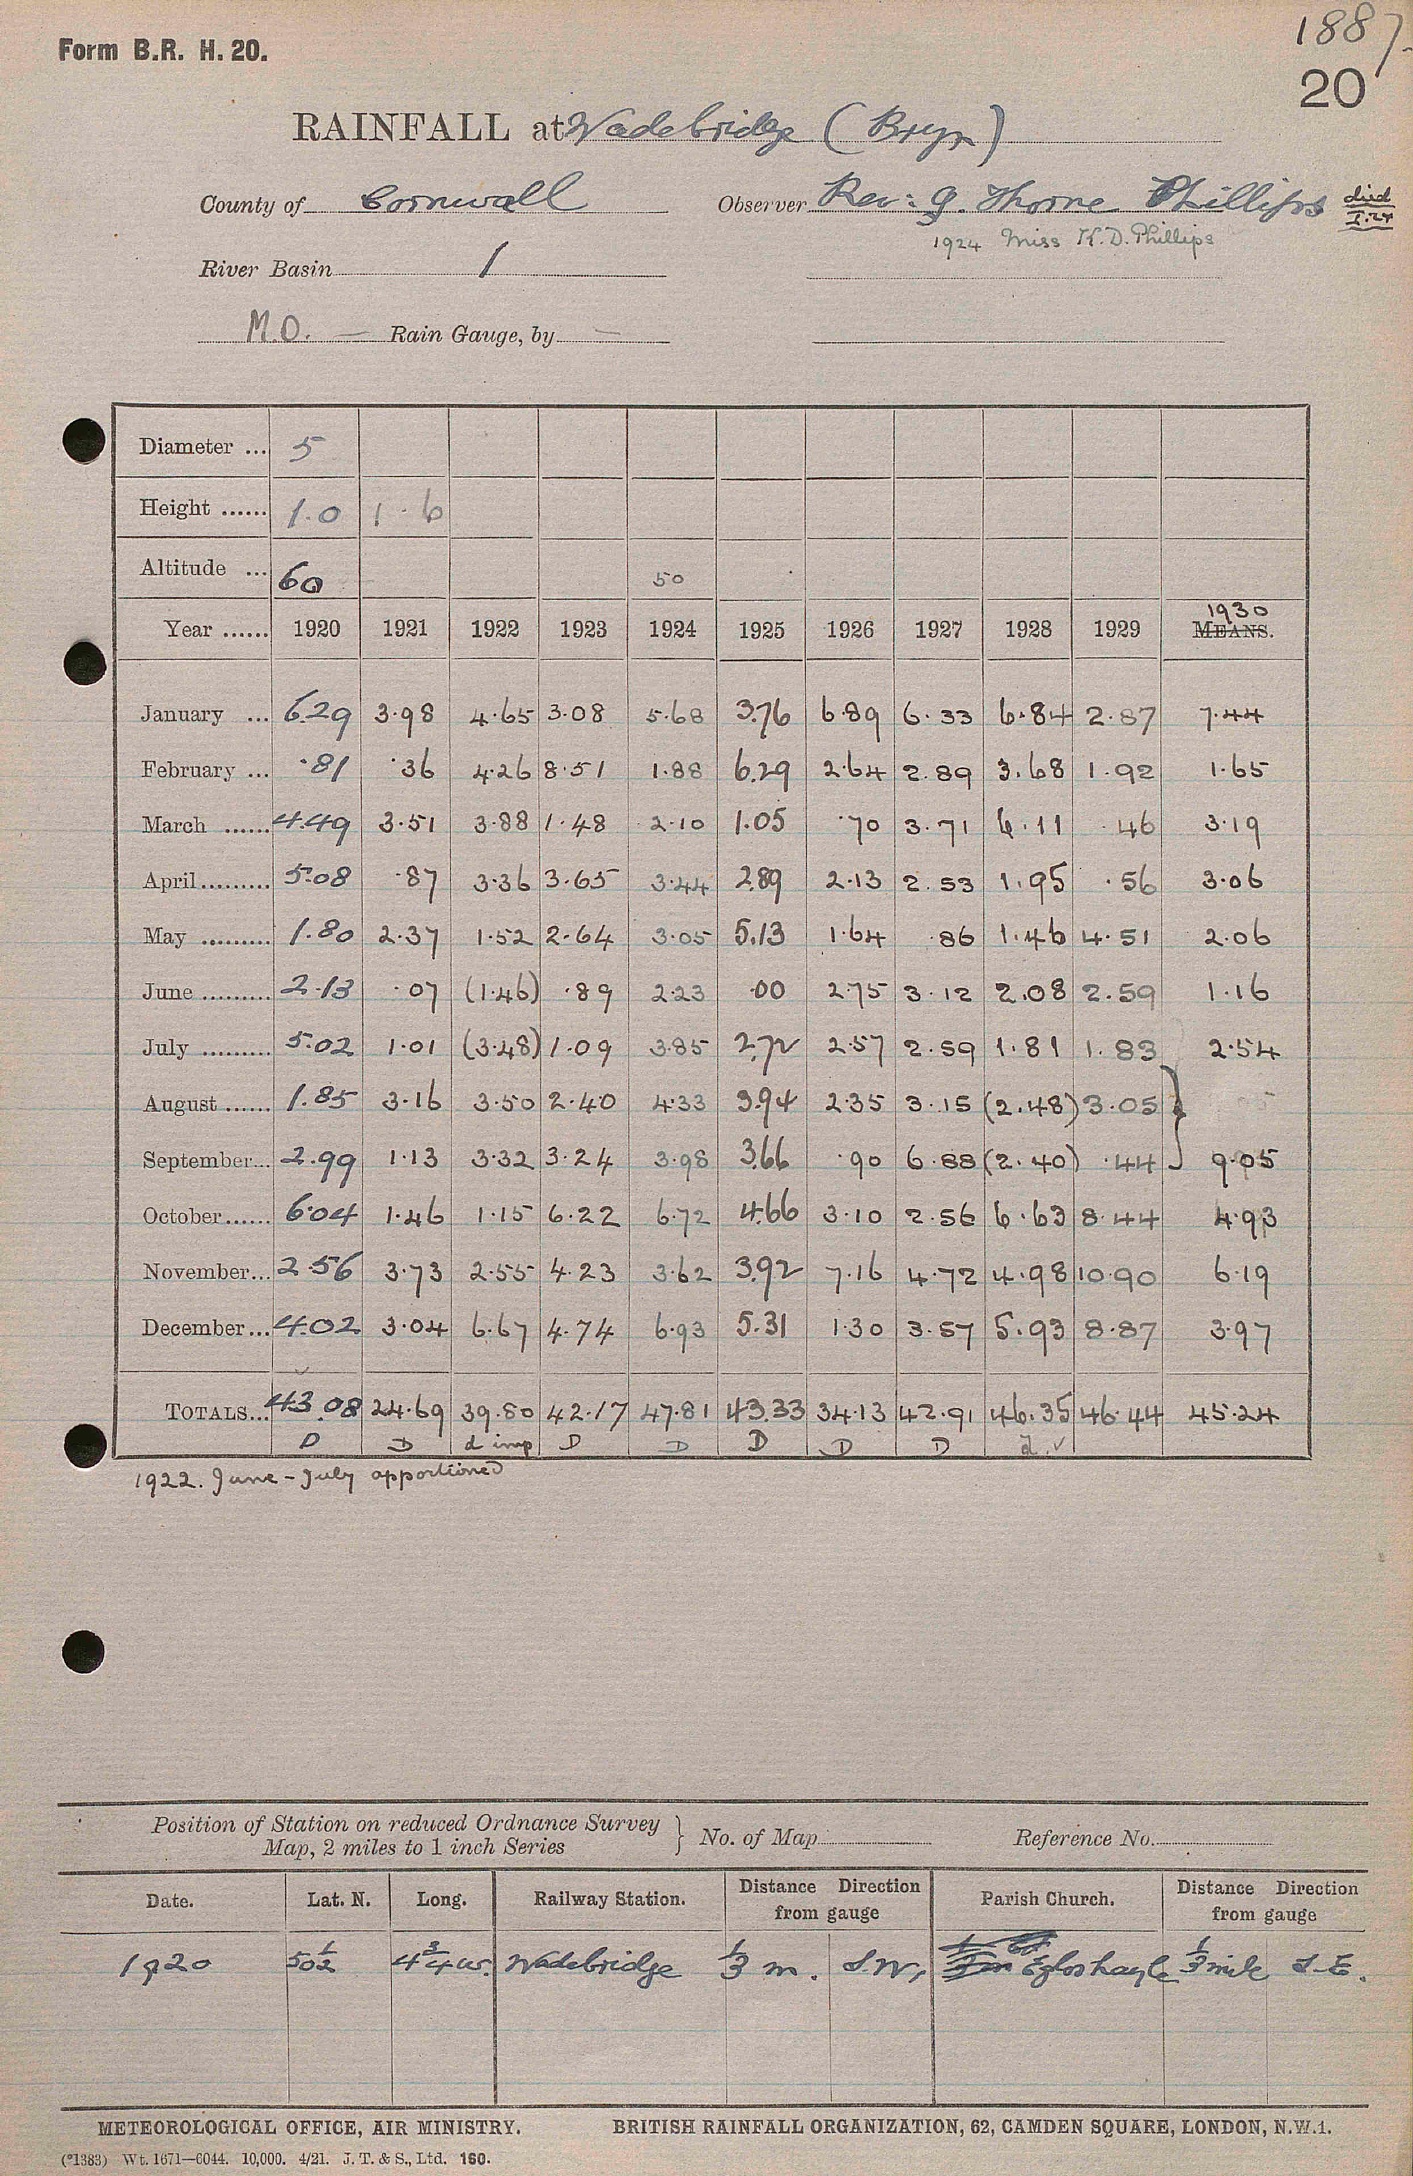 1887.
Form B.R. H. 20.
20
RAINFALL at Wadebridge (Bryn)
County of Cornwall Observer Rev: G. Thorne Phillips died I.24
1924 Miss K.D. Phillips
River Basin 1
M.O. — Rain Gauge, by —
Diameter ... 5
Height ...... 1.0 1.6
Altitude ... 60 50
1930
Year ...... 1920 1921 1922 1923 1924 1925 1926 1927 1928 1929 MEANS.
January ... 6.29 3.98 4.65 3.08 5.68 3.76 6.89 6.33 6.84 2.87 7.44
February ... .81 .36 4.26 8.51 1.88 6.29 2.64 2.89 3.68 1.92 1.65
March ...... 4.49 3.51 3.88 1.48 2.10 1.05 .70 3.71 6.11 .46 3.19
April......... 5.08 .87 3.36 3.65 3.44 2.89 2.13 2.53 1.95 .56 3.06
May ......... 1.80 2.37 1.52 2.64 3.05 5.13 1.64 .86 1.46 4.51 2.06
June ......... 2.13 .07 (1.46) .89 2.23 .00 2.75 3.12 2.08 2.59 1.16
July ......... 5.02 1.01 (3.48) 1.09 3.85 2.72 2.57 2.59 1.81 1.83 2.54
August ...... 1.85 3.16 3.50 2.40 4.33 3.94 2.35 3.15 (2.48) 3.05 }
September... 2.99 1.13 3.32 3.24 3.98 3.66 .90 6.88 (2.40) .44 9.05
October...... 6.04 1.46 1.15 6.22 6.72 4.66 3.10 2.56 6.63 8.44 4.93
November... 2.56 3.73 2.55 4.23 3.62 3.92 7.16 4.72 4.98 10.90 6.19
December ... 4.02 3.04 6.67 4.74 6.93 5.31 1.30 3.57 5.93 8.87 3.97
TOTALS... 43.08 24.69 39.80 42.17 47.81 43.33 34.13 42.91 46.35 46.44 45.24
D D d imp D D D D D d.✓
1922. June - July apportioned
Position of Station on reduced Ordnance Survey
Map, 2 miles to 1 inch Series } No. of Map Reference No.
Date. Lat. N. Long. Railway Station. Distance Direction from gauge Parish Church. Distance Direction from gauge
1920 50½ 4¾ W. Wadebridge ⅓ m. S.W. Egloshayle ⅓ mile S.E.
METEOROLOGICAL OFFICE, AIR MINISTRY. BRITISH RAINFALL ORGANIZATION, 62, CAMDEN SQUARE, LONDON, N.W.1.
(*1383) Wt. 1671—6044. 10,000. 4/21. J. T. & S., Ltd. 160.